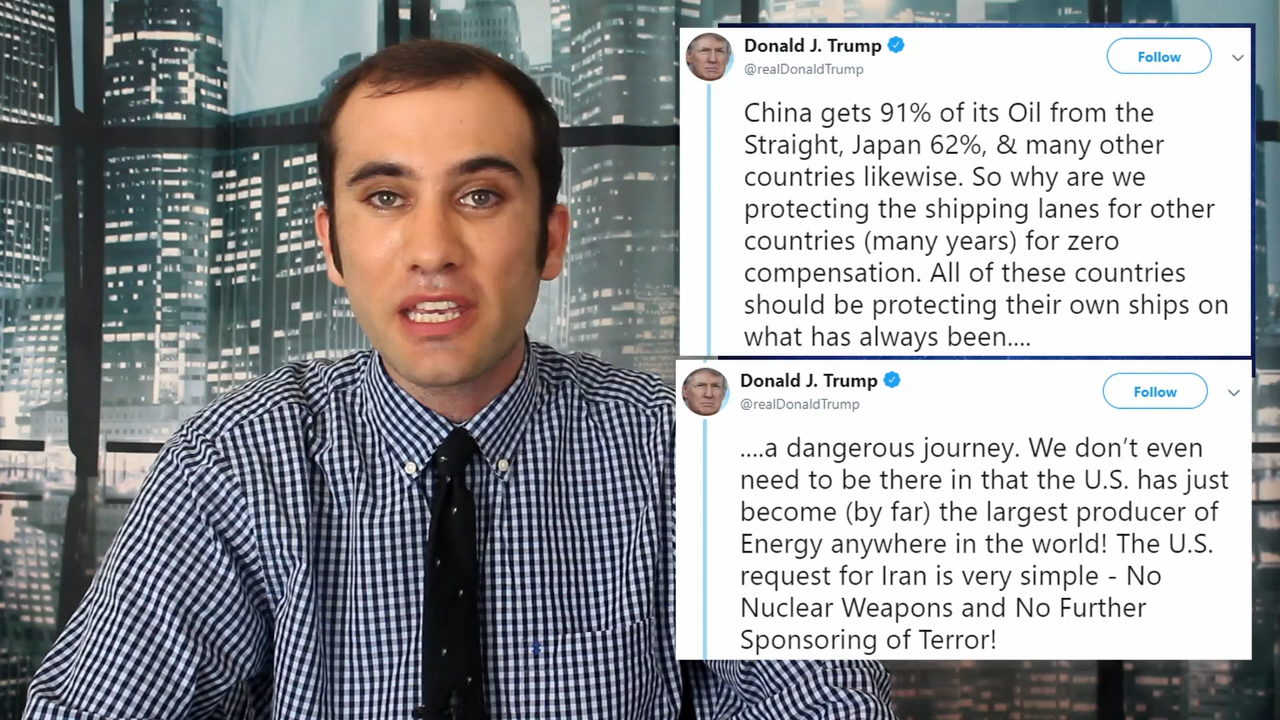 Donald J. Trump
@realDonaldTrump
Follow
China gets 91% of its Oil from the
Straight, Japan 62%, & many other
countries likewise. So why are we
protecting the shipping lanes for other
countries (many years) for zero
compensation. All of these countries
should be protecting their own ships on
what has always been....
Donald J. Trump
@realDonaldTrump
Follow
....a dangerous journey. We don’t even
need to be there in that the U.S. has just
become (by far) the largest producer of
Energy anywhere in the world! The U.S.
request for Iran is very simple - No
Nuclear Weapons and No Further
Sponsoring of Terror!